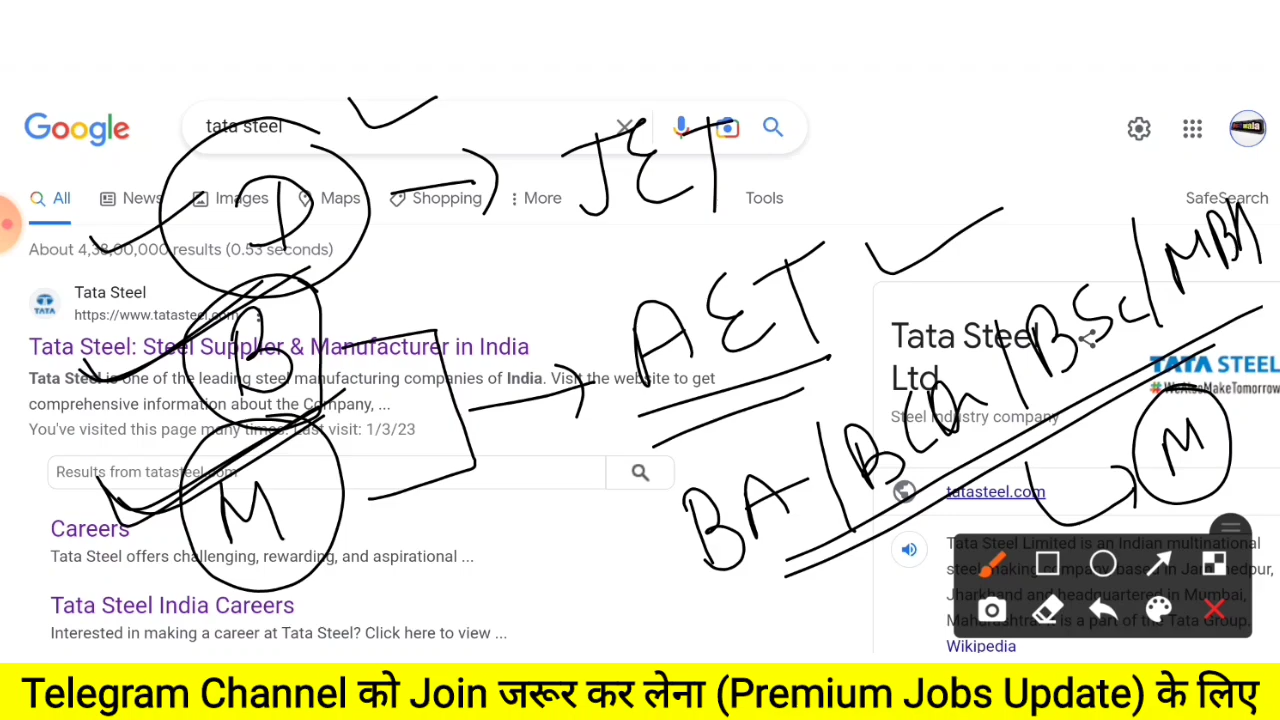 Google
tata steel
D → JET
All News Images Maps Shopping More Tools SafeSearch
About 4,38,00,000 results (0.53 seconds)
Tata Steel
https://www.tatasteel.com
Tata Steel: Steel Supplier & Manufacturer in India
Tata Steel is one of the leading steel manufacturing companies of India. Visit the website to get
comprehensive information about the Company, ...
You've visited this page many times. Last visit: 1/3/23
B
AET
Results from tatasteel.com
M
Careers
Tata Steel offers challenging, rewarding, and aspirational ...
Tata Steel India Careers
Interested in making a career at Tata Steel? Click here to view ...
BA/BCom/BSc/MBA
M
Tata Steel
Ltd
Steel industry company
TATA
TATA STEEL
#WeAlsoMakeTomorrow
tatasteel.com
Tata Steel Limited is an Indian multinational
steel-making company, based in Jamshedpur,
Jharkhand and headquartered in Mumbai,
Maharashtra. It is a part of the Tata Group.
Wikipedia
Telegram Channel को Join जरूर कर लेना (Premium Jobs Update) के लिए